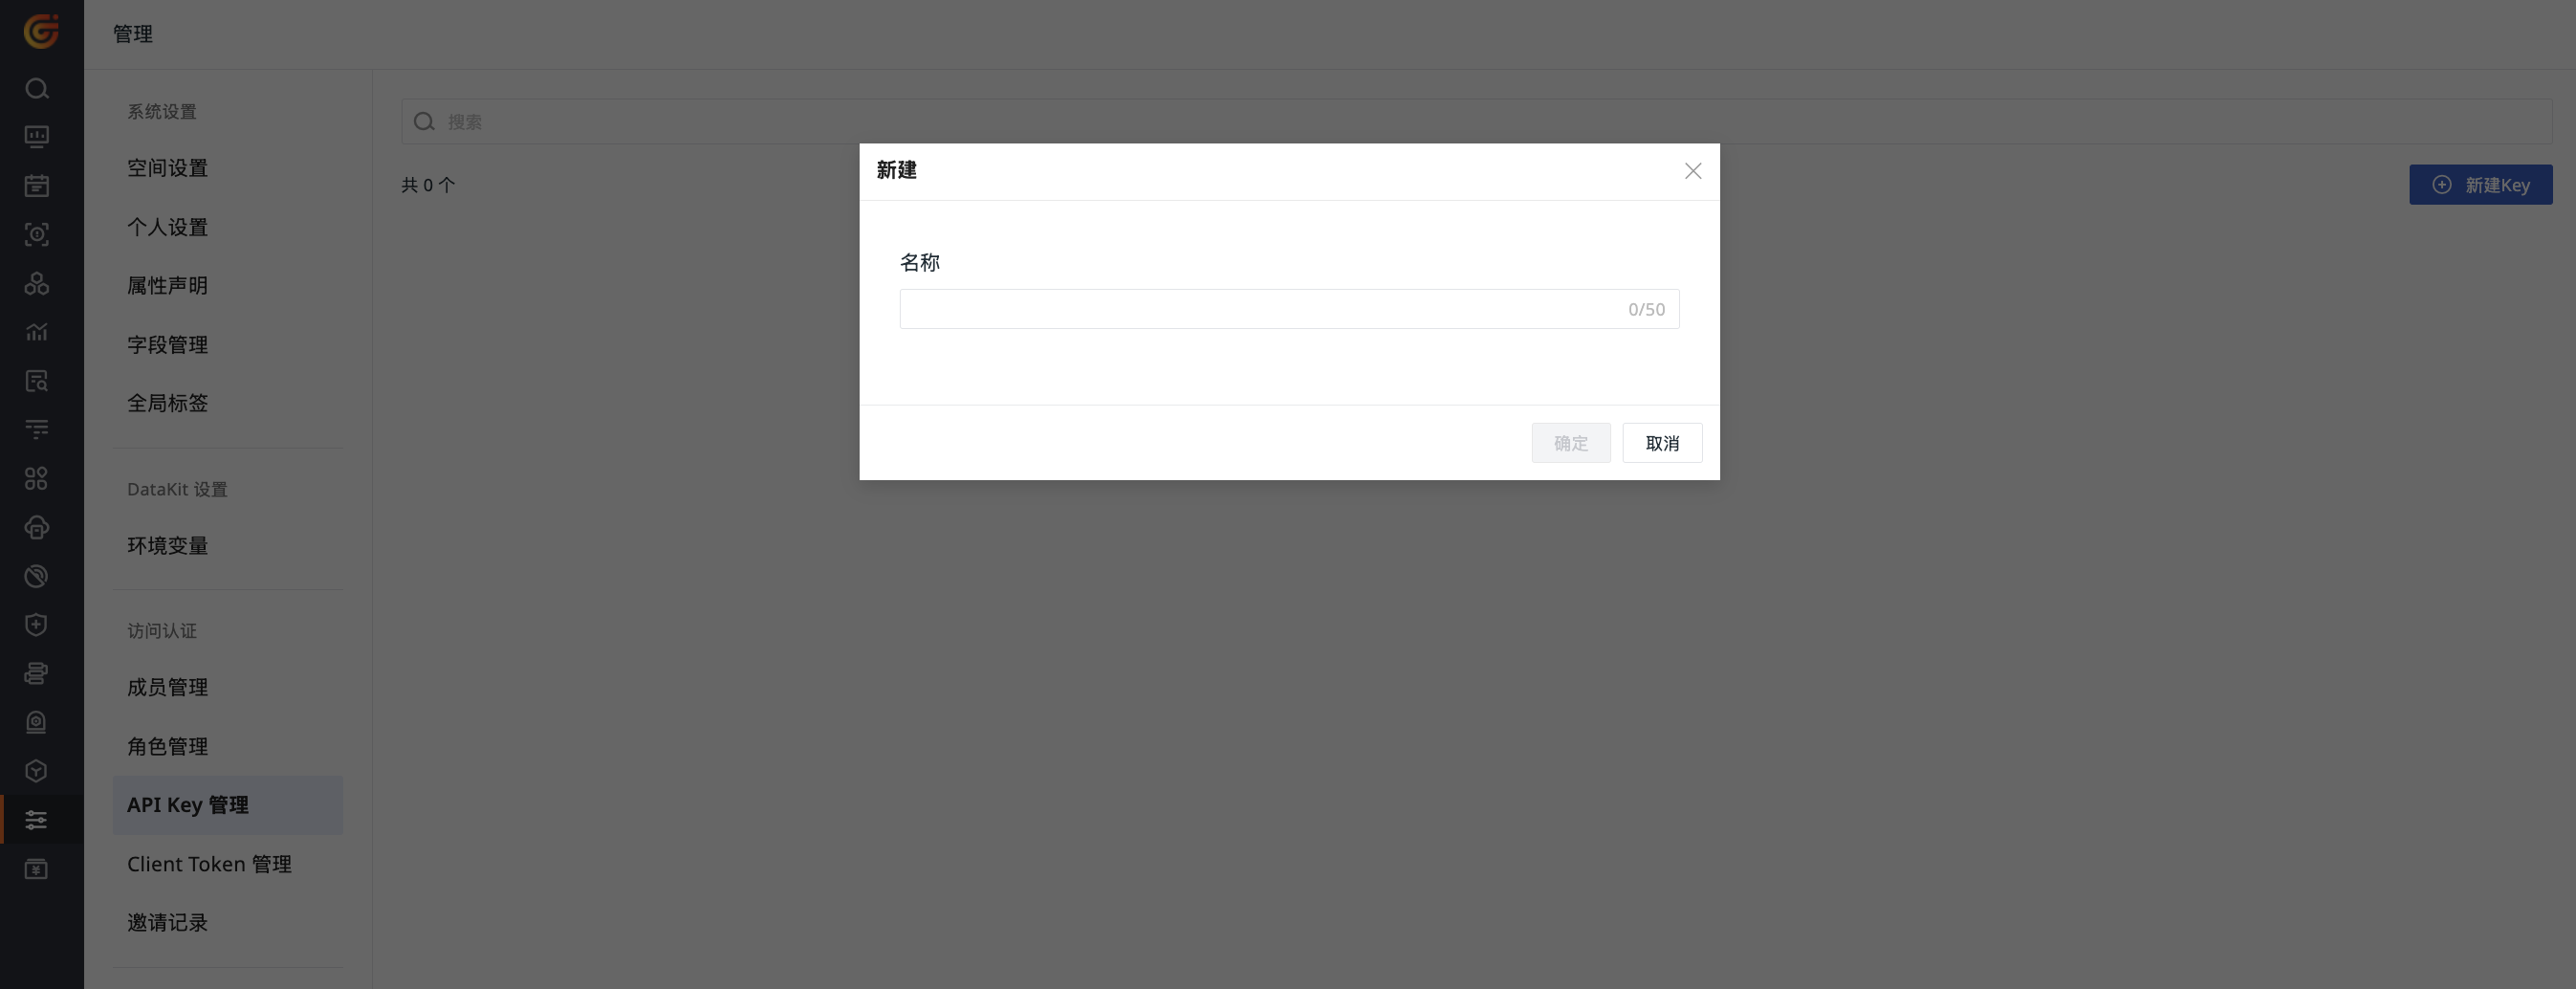 管理
系统设置
空间设置
个人设置
属性声明
字段管理
全局标签
DataKit 设置
环境变量
访问认证
成员管理
角色管理
API Key 管理
Client Token 管理
邀请记录
搜索
共 0 个
新建Key
新建
名称
0/50
确定
取消